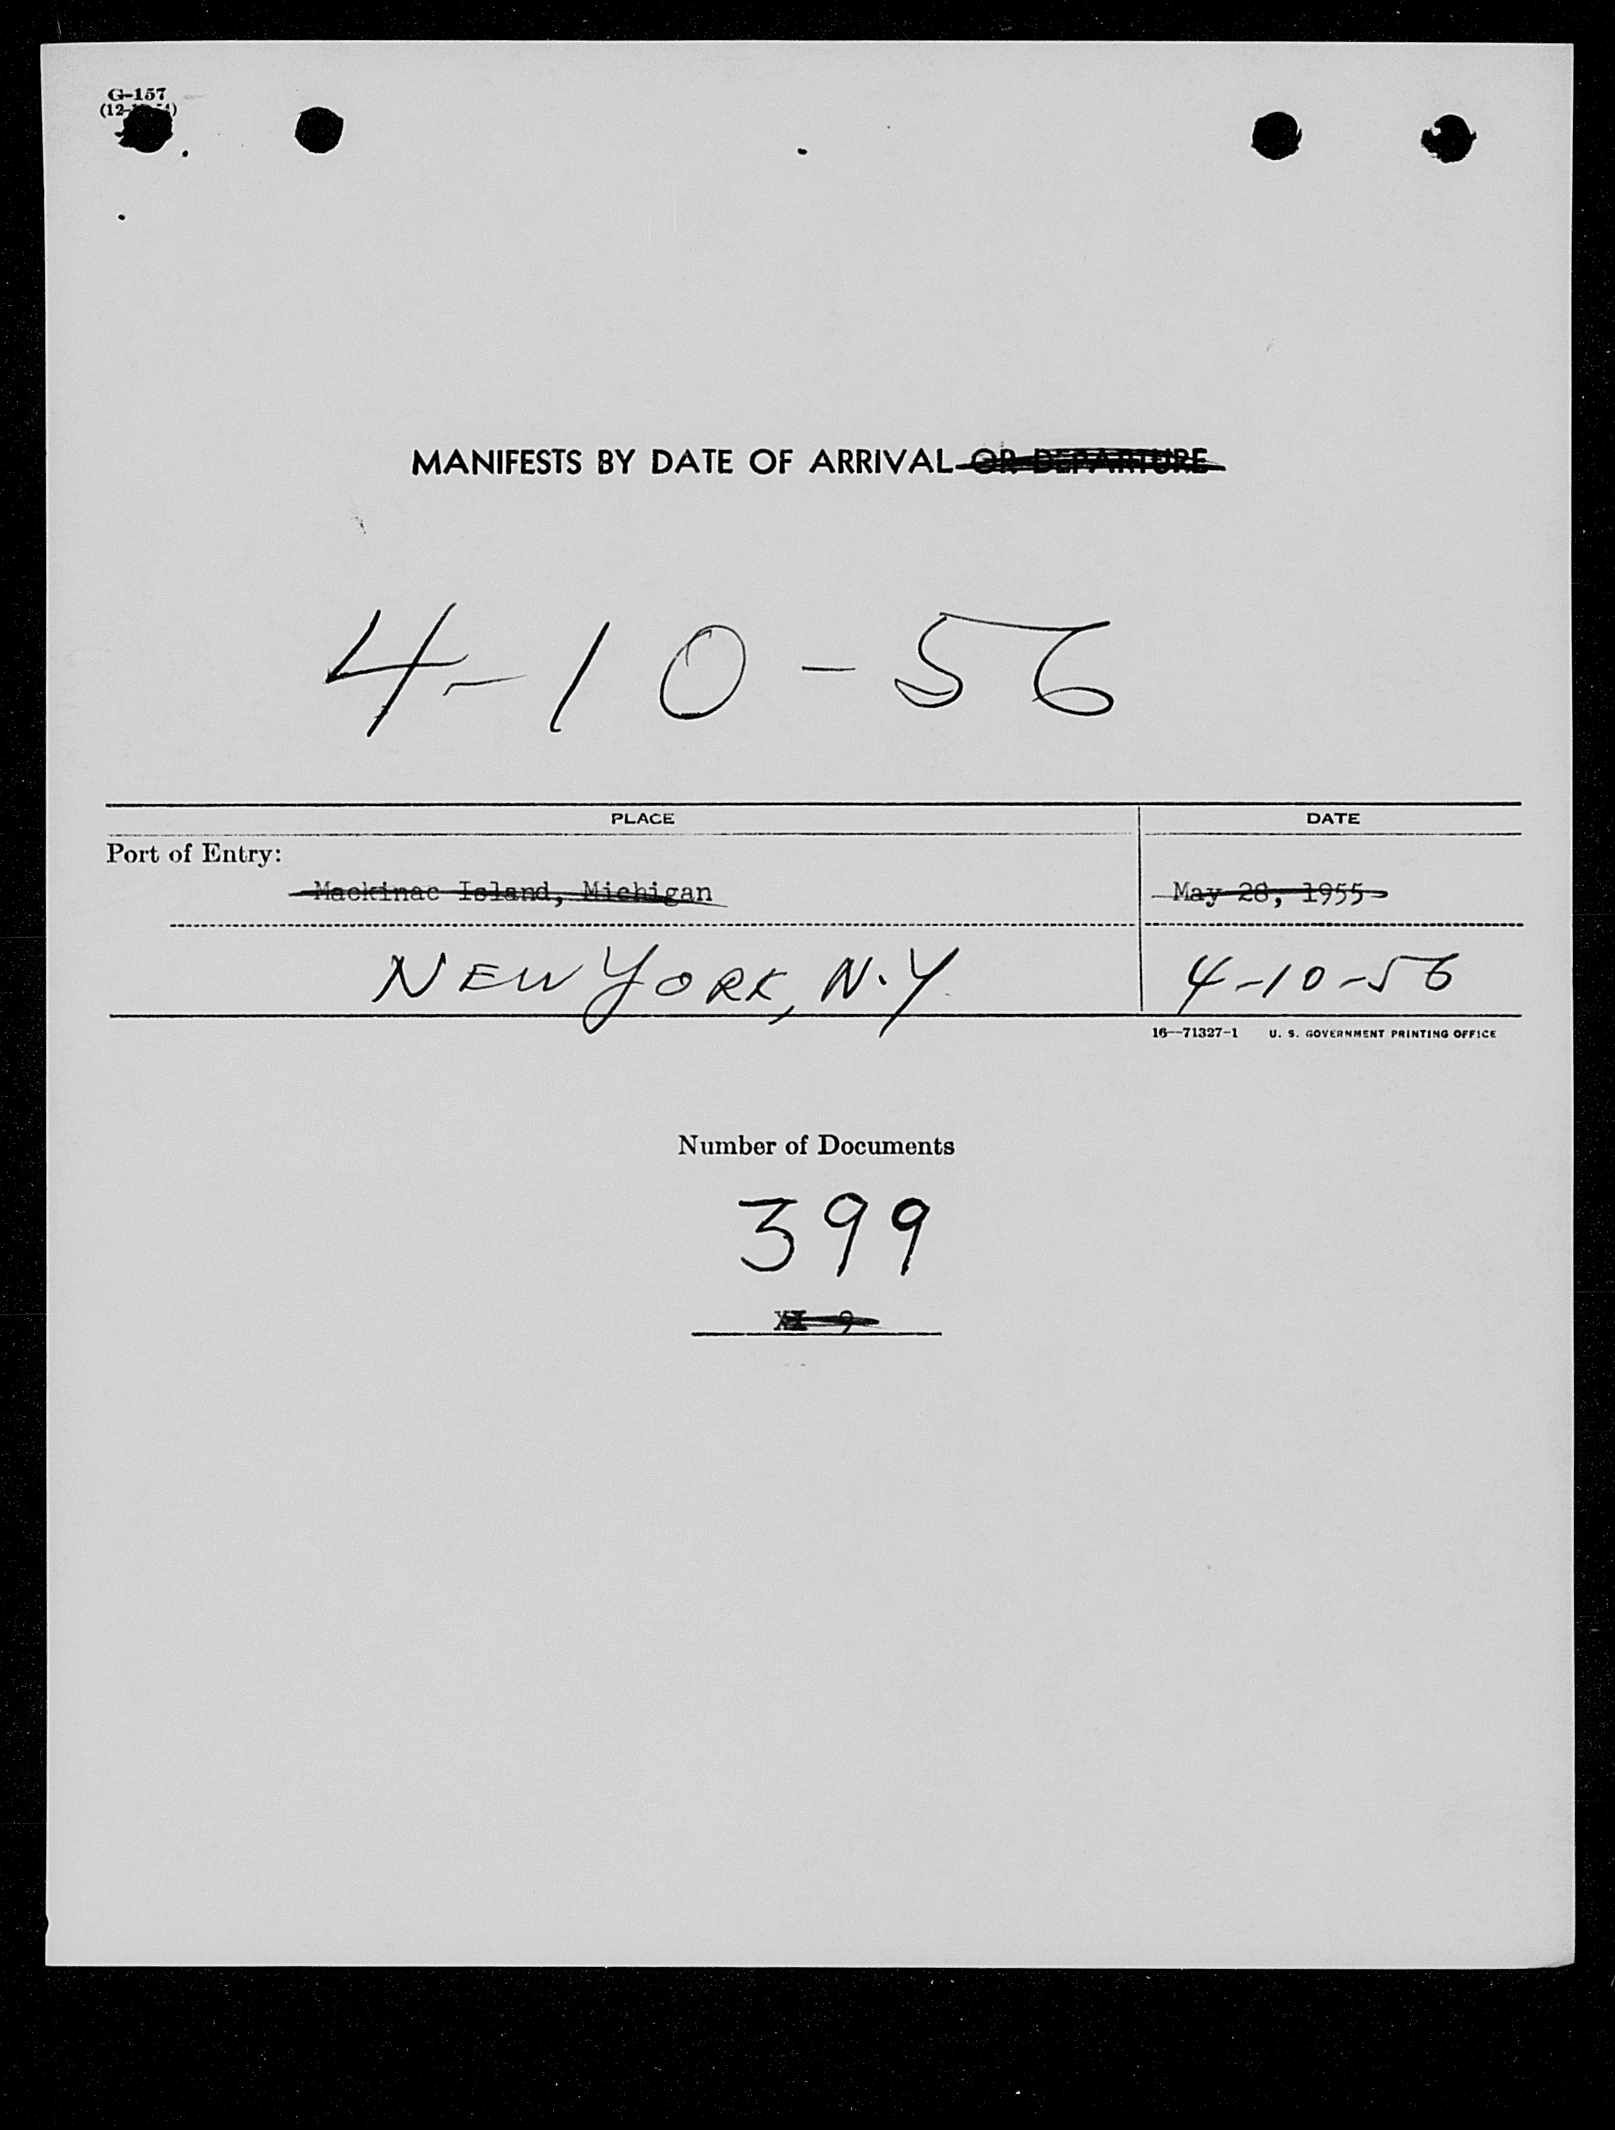 G-157
MANIFESTS BY DATE OF ARRIVAL OR DEPARTURE
4-10-56
PLACE DATE
Port of Entry:
Mackinac Island, Michigan May 28, 1955
NEW YORK, N.Y. 4-10-56
16—71327-1 U. S. GOVERNMENT PRINTING OFFICE
Number of Documents
399
9